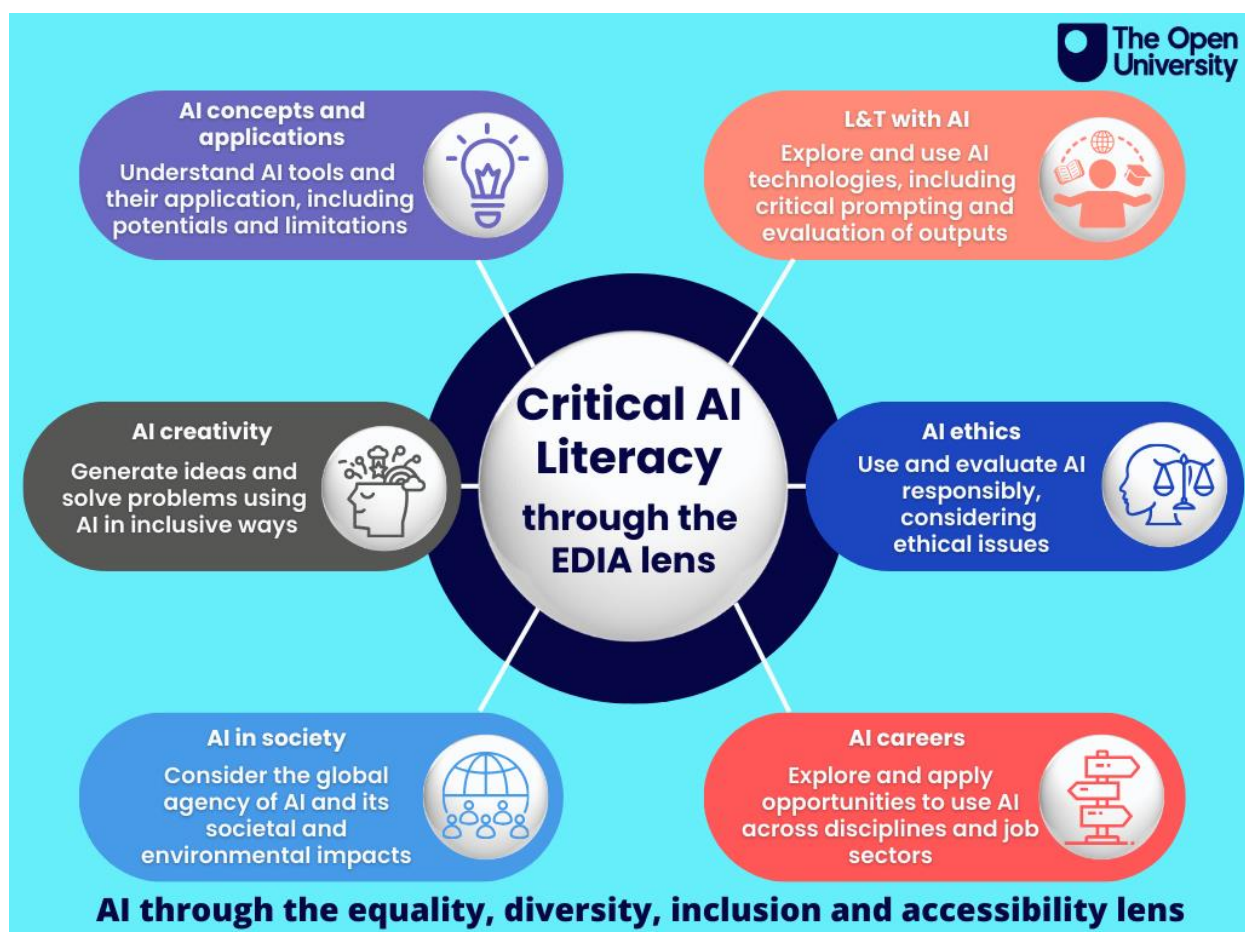 The Open
University
AI concepts and
applications
Understand AI tools and
their application, including
potentials and limitations
L&T with AI
Explore and use AI
technologies, including
critical prompting and
evaluation of outputs
AI creativity
Generate ideas and
solve problems using
AI in inclusive ways
Critical AI
Literacy
through the
EDIA lens
AI ethics
Use and evaluate AI
responsibly,
considering
ethical issues
AI in society
Consider the global
agency of AI and its
societal and
environmental impacts
AI careers
Explore and apply
opportunities to use AI
across disciplines and job
sectors
AI through the equality, diversity, inclusion and accessibility lens